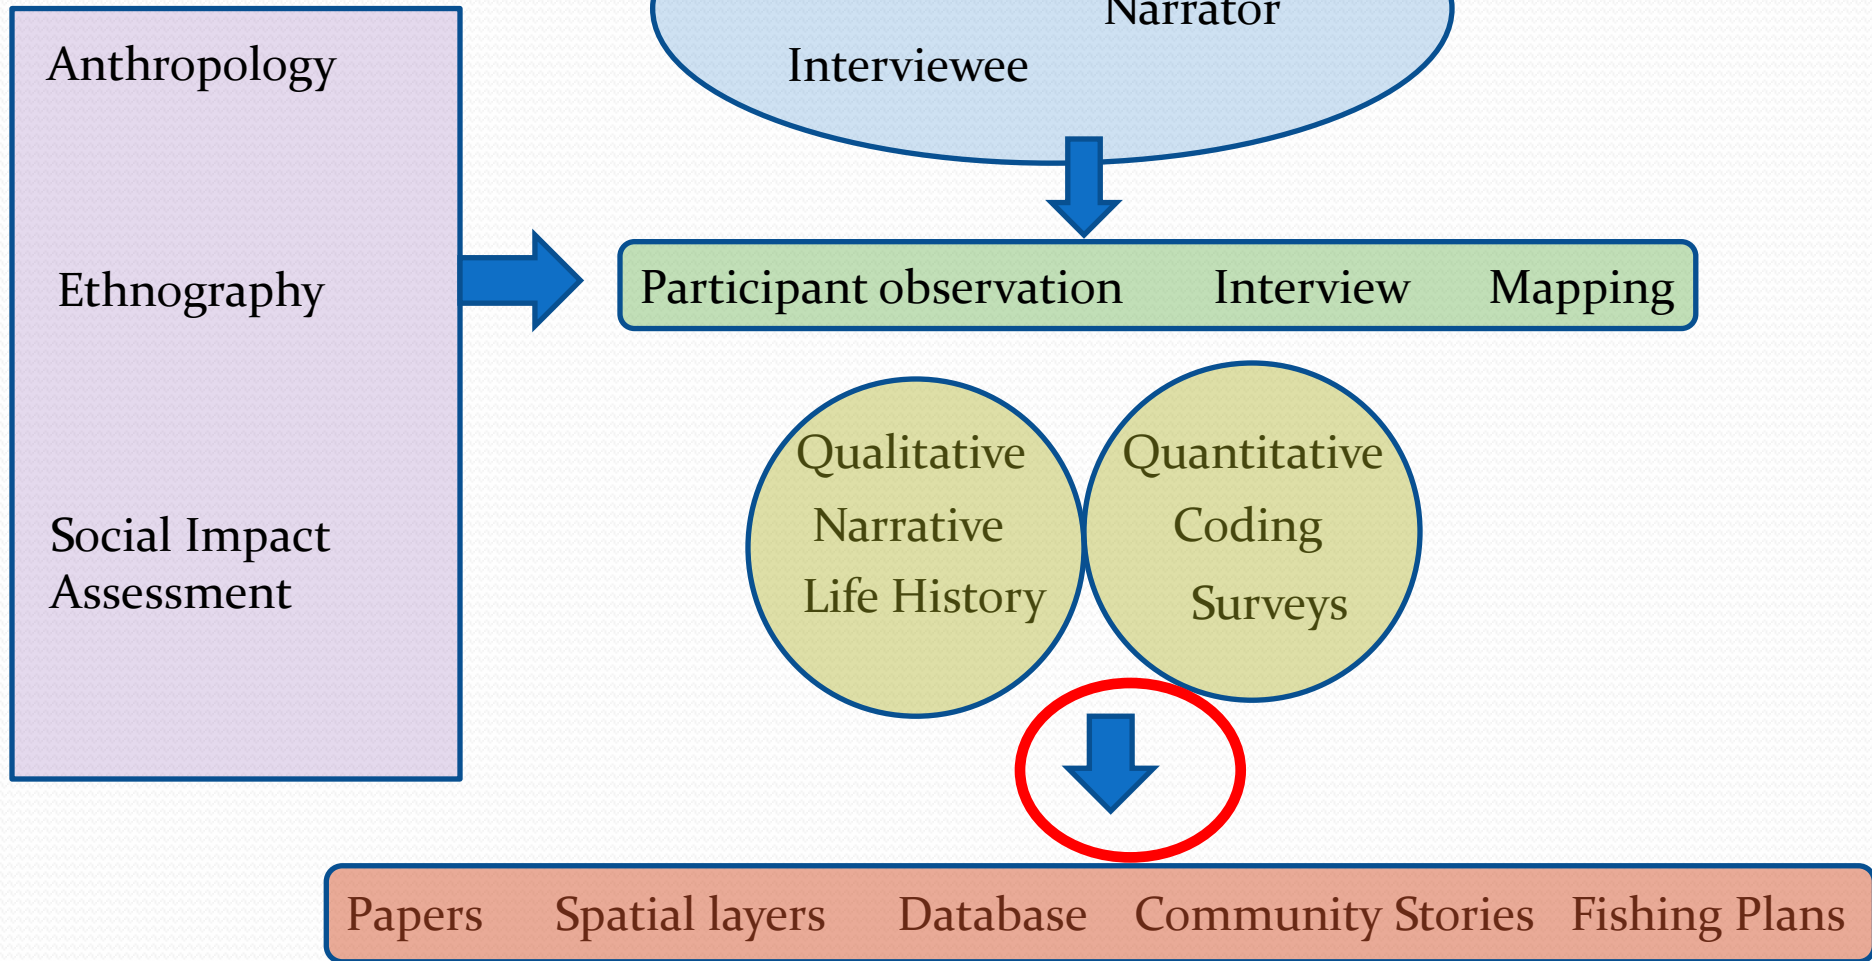 Narrator
Interviewee
Anthropology
Ethnography
Social Impact
Assessment
Participant observation Interview Mapping
Qualitative
Narrative
Life History
Quantitative
Coding
Surveys
Papers Spatial layers Database Community Stories Fishing Plans